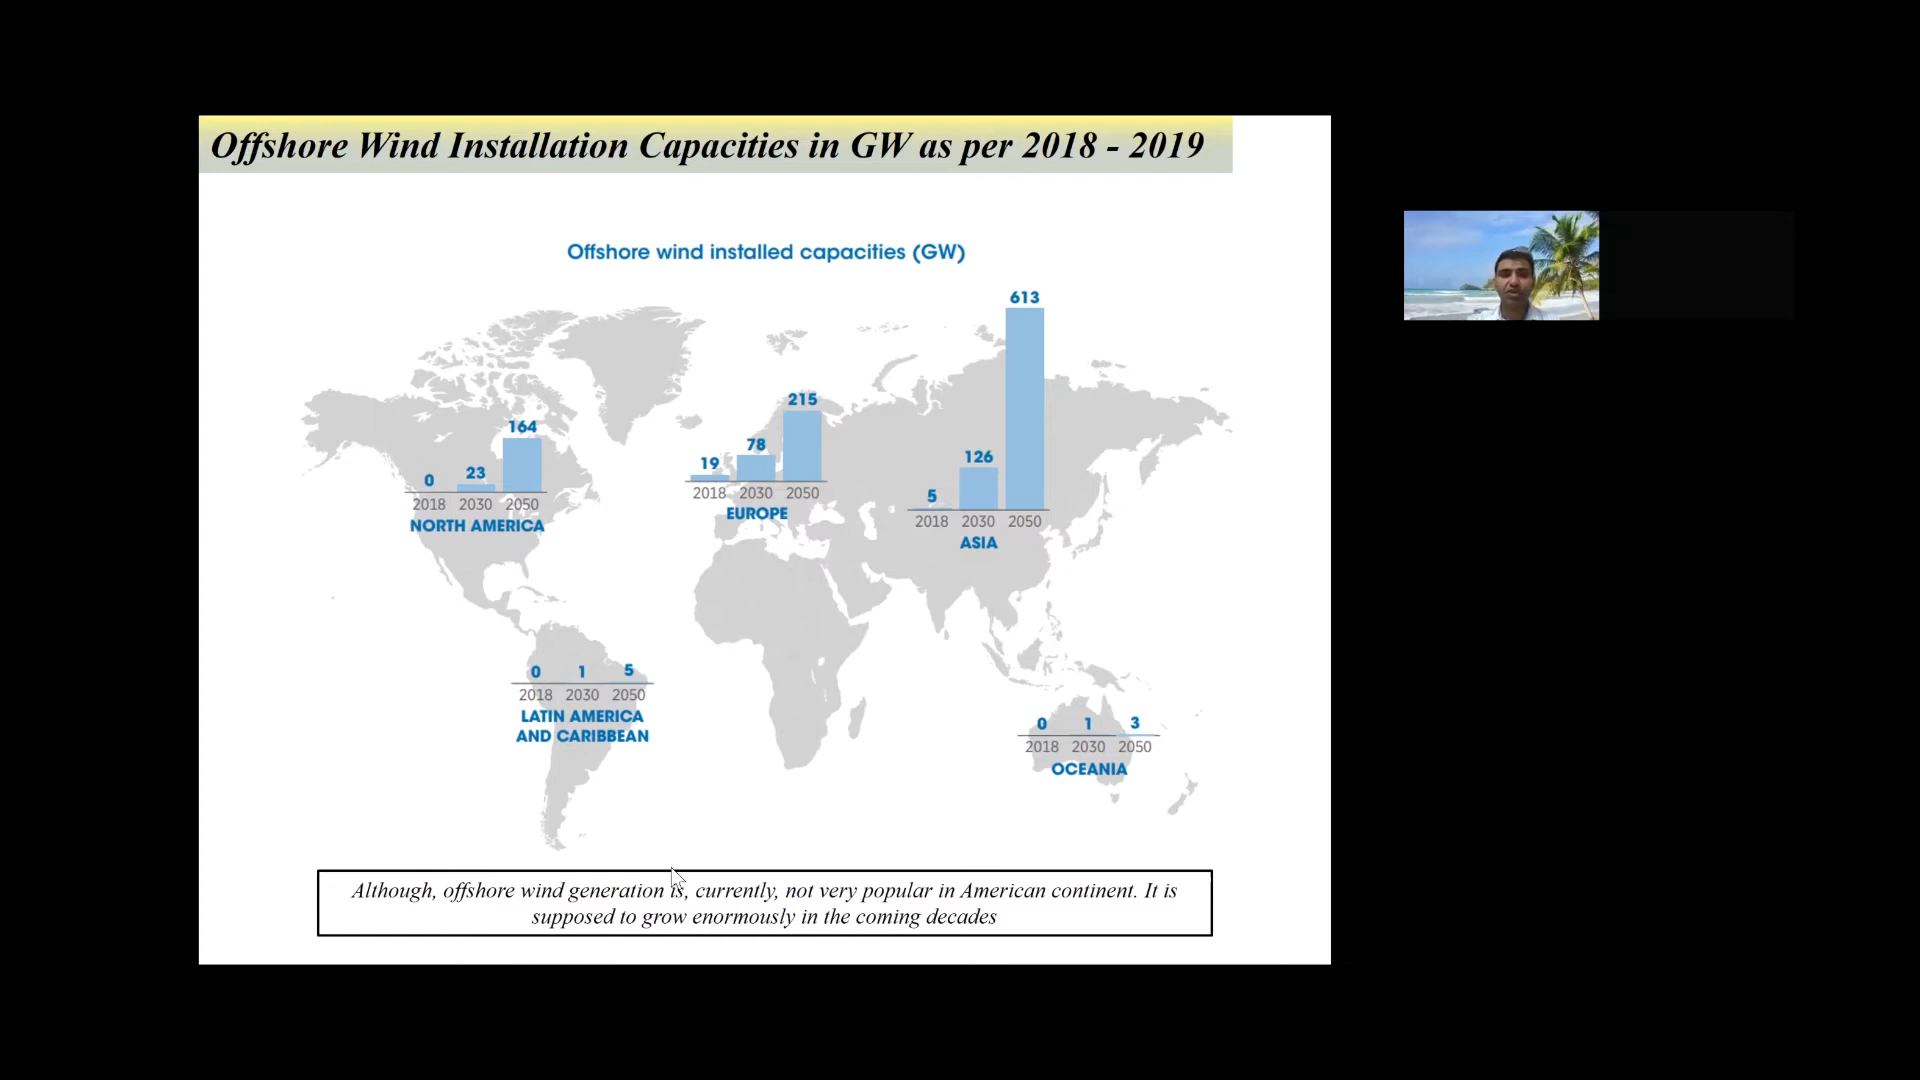 Offshore Wind Installation Capacities in GW as per 2018 - 2019
Offshore wind installed capacities (GW)
613
215
164
78
126
19
23
0
5
2018 2030 2050
NORTH AMERICA
2018 2030 2050
EUROPE
2018 2030 2050
ASIA
0 1 5
2018 2030 2050
LATIN AMERICA
AND CARIBBEAN
0 1 3
2018 2030 2050
OCEANIA
Although, offshore wind generation is, currently, not very popular in American continent. It is
supposed to grow enormously in the coming decades